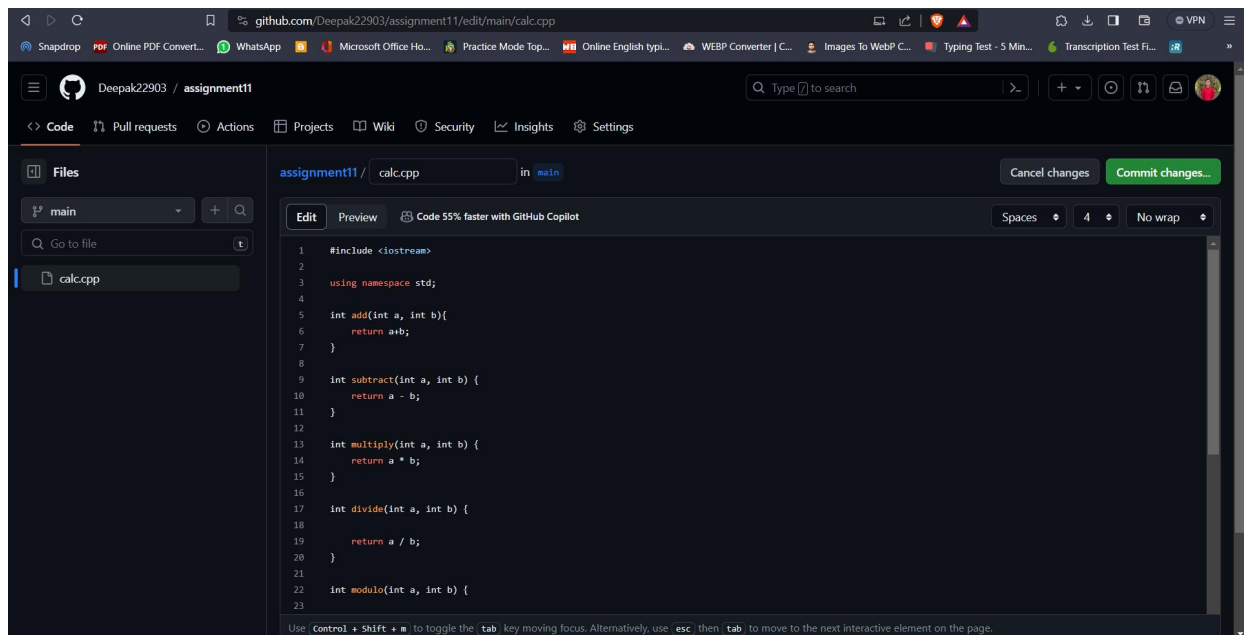 github.com/Deepak22903/assignment11/edit/main/calc.cpp
VPN
Snapdrop PDF Online PDF Convert... WhatsApp Microsoft Office Ho... Practice Mode Top... Online English typi... WEBP Converter | C... Images To WebP C... Typing Test - 5 Min... Transcription Test Fi... »
Deepak22903 / assignment11
Type / to search
Code Pull requests Actions Projects Wiki Security Insights Settings
Files
assignment11 / calc.cpp in main
Cancel changes Commit changes...
main
Edit Preview Code 55% faster with GitHub Copilot
Spaces 4 No wrap
Go to file t
calc.cpp
1 #include <iostream>
2
3 using namespace std;
4
5 int add(int a, int b){
6 return a+b;
7 }
8
9 int subtract(int a, int b) {
10 return a - b;
11 }
12
13 int multiply(int a, int b) {
14 return a * b;
15 }
16
17 int divide(int a, int b) {
18
19 return a / b;
20 }
21
22 int modulo(int a, int b) {
23
Use Control + Shift + m to toggle the tab key moving focus. Alternatively, use esc then tab to move to the next interactive element on the page.